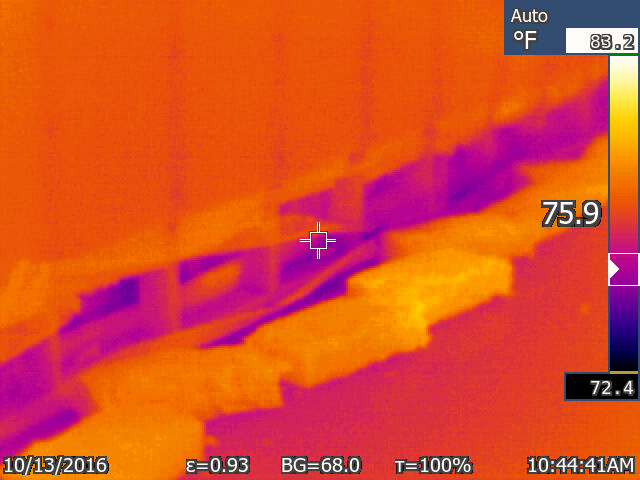 Auto
°F
83.2
75.9
72.4
10/13/2016 ε=0.93 BG=68.0 τ=100% 10:44:41AM